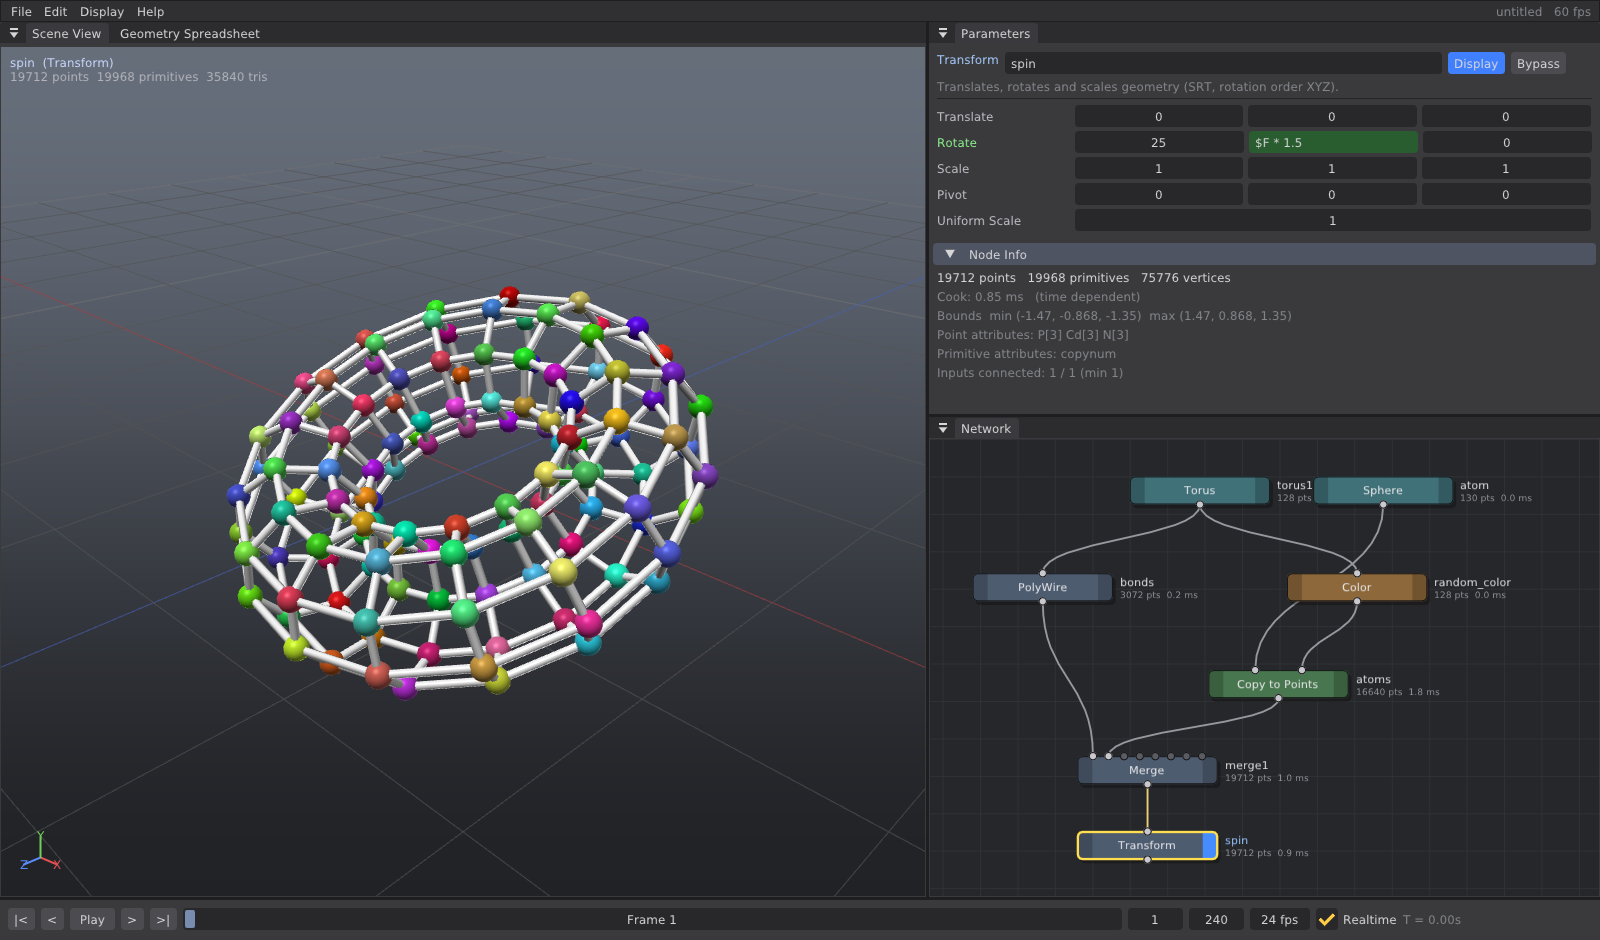 File Edit Display Help
untitled 60 fps
Scene View Geometry Spreadsheet
spin (Transform)
19712 points 19968 primitives 35840 tris
Y
Z X
Parameters
Transform spin Display Bypass
Translates, rotates and scales geometry (SRT, rotation order XYZ).
Translate 0 0 0
Rotate 25 $F * 1.5 0
Scale 1 1 1
Pivot 0 0 0
Uniform Scale 1
Node Info
19712 points 19968 primitives 75776 vertices
Cook: 0.85 ms (time dependent)
Bounds min (-1.47, -0.868, -1.35) max (1.47, 0.868, 1.35)
Point attributes: P[3] Cd[3] N[3]
Primitive attributes: copynum
Inputs connected: 1 / 1 (min 1)
Network
Torus torus1 Sphere atom
128 pts 130 pts 0.0 ms
PolyWire bonds Color random_color
3072 pts 0.2 ms 128 pts 0.0 ms
Copy to Points atoms
16640 pts 1.8 ms
Merge merge1
19712 pts 1.0 ms
Transform spin
19712 pts 0.9 ms
|< < Play > >| Frame 1 1 240 24 fps Realtime T = 0.00s